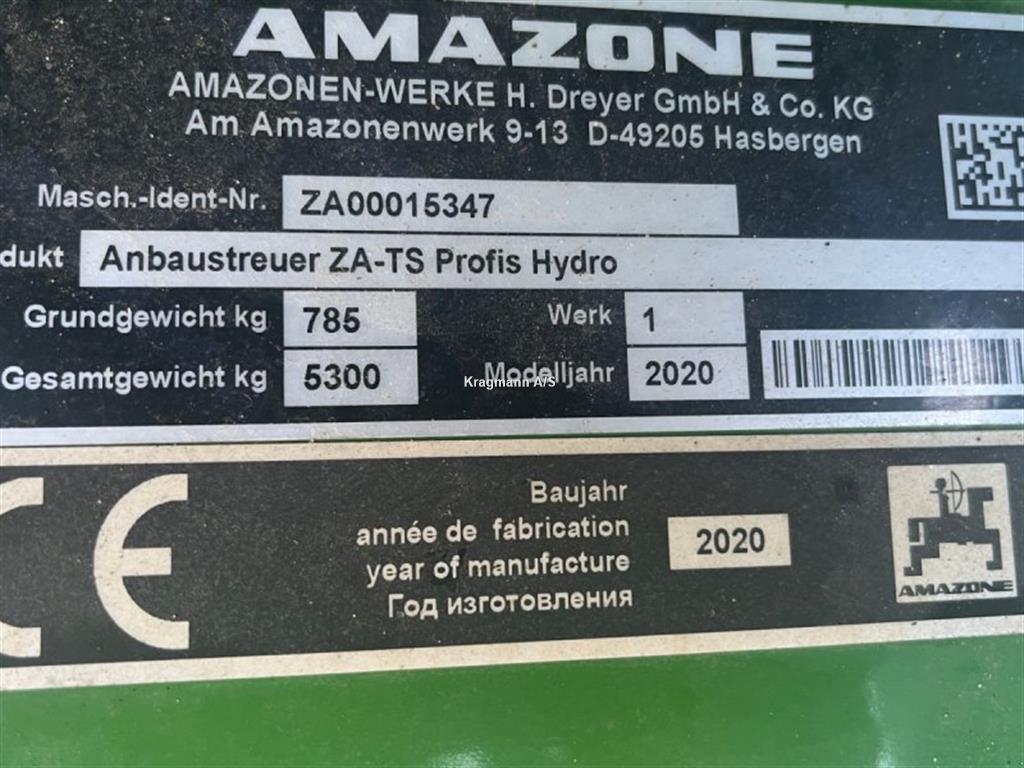 AMAZONE
AMAZONEN-WERKE H. Dreyer GmbH & Co. KG
Am Amazonenwerk 9-13 D-49205 Hasbergen
Masch.-Ident-Nr. ZA00015347
dukt Anbaustreuer ZA-TS Profis Hydro
Grundgewicht kg 785 Werk 1
Gesamtgewicht kg 5300 Modelljahr 2020
Kragmann A/S
CE
Baujahr
année de fabrication
year of manufacture
Год изготовления
2020
AMAZONE